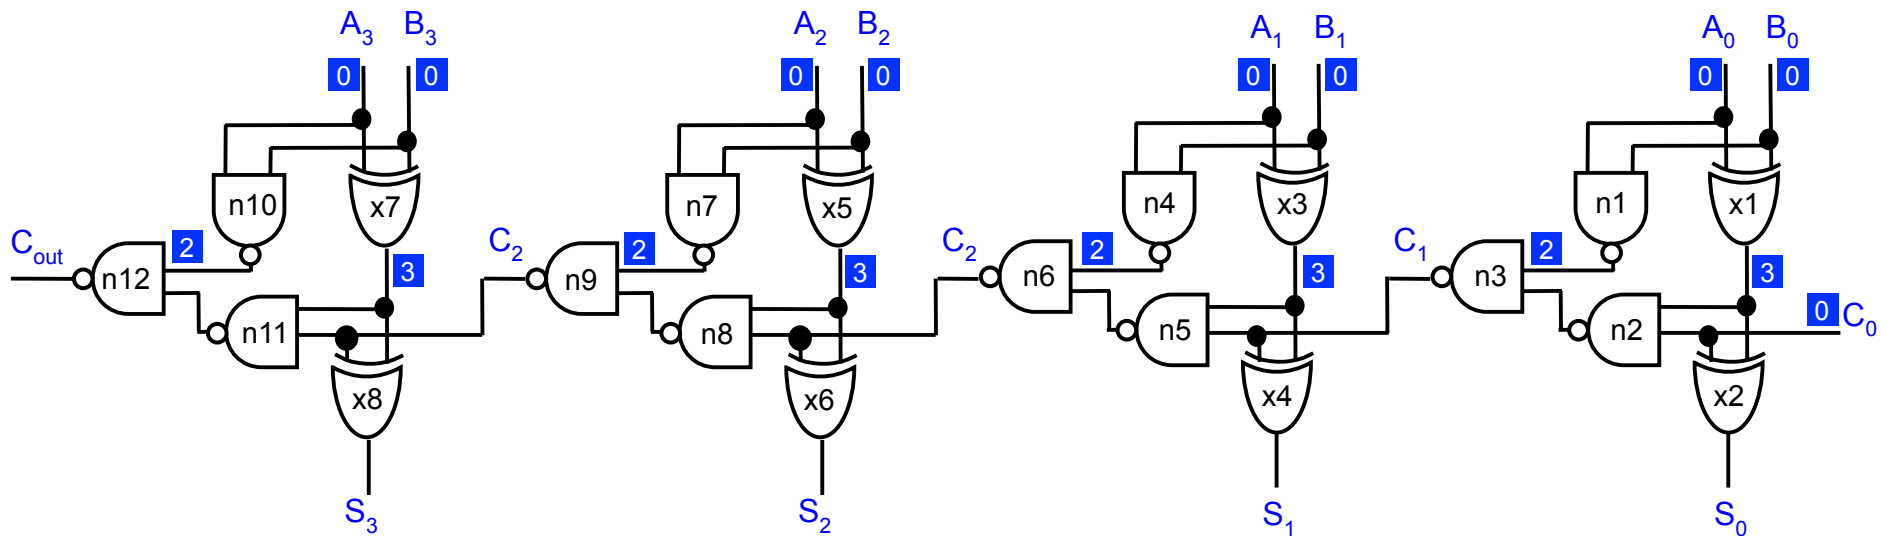 A3 B3 A2 B2 A1 B1 A0 B0
0 0 0 0 0 0 0 0
n10 x7 n7 x5 n4 x3 n1 x1
Cout 2 C2 2 C2 2 C1 2
3 3 3 3
n12 n9 n6 n3
0 C0
n11 n8 n5 n2
x8 x6 x4 x2
S3 S2 S1 S0